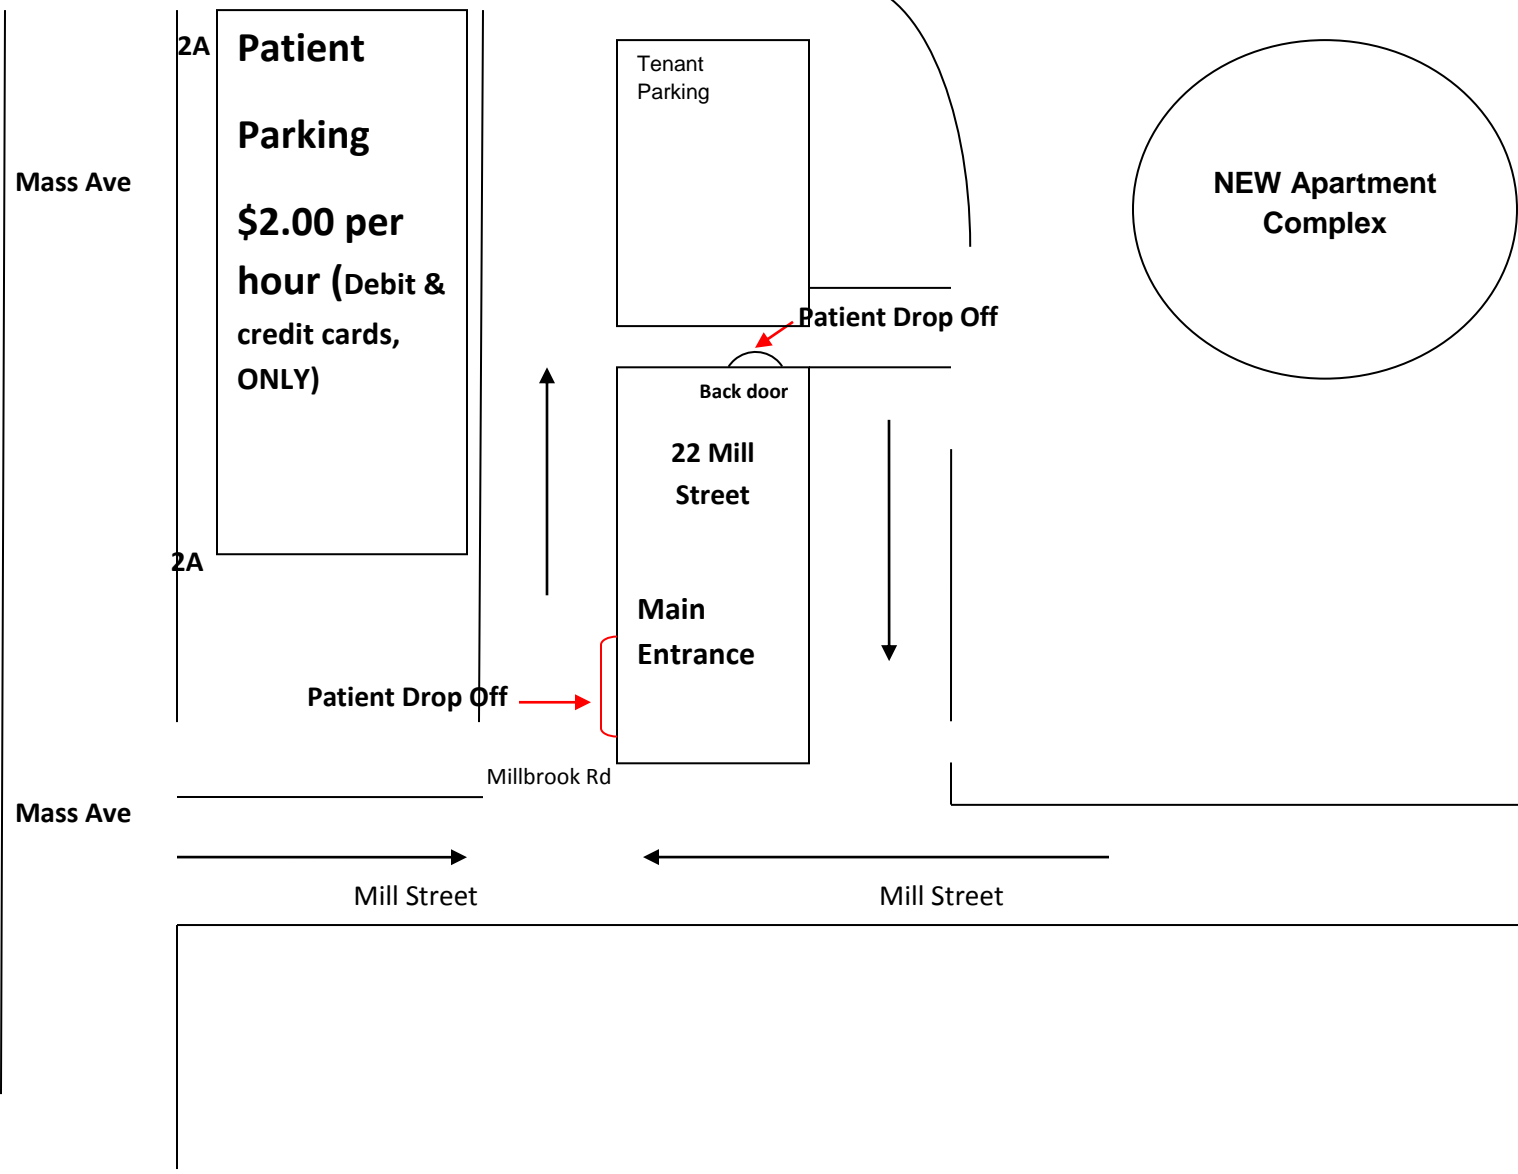 2A
Patient
Parking
$2.00 per
hour (Debit &
credit cards,
ONLY)
Mass Ave
2A
Tenant
Parking
NEW Apartment
Complex
Patient Drop Off
Back door
22 Mill
Street
Main
Entrance
Patient Drop Off
Millbrook Rd
Mass Ave
Mill Street
Mill Street